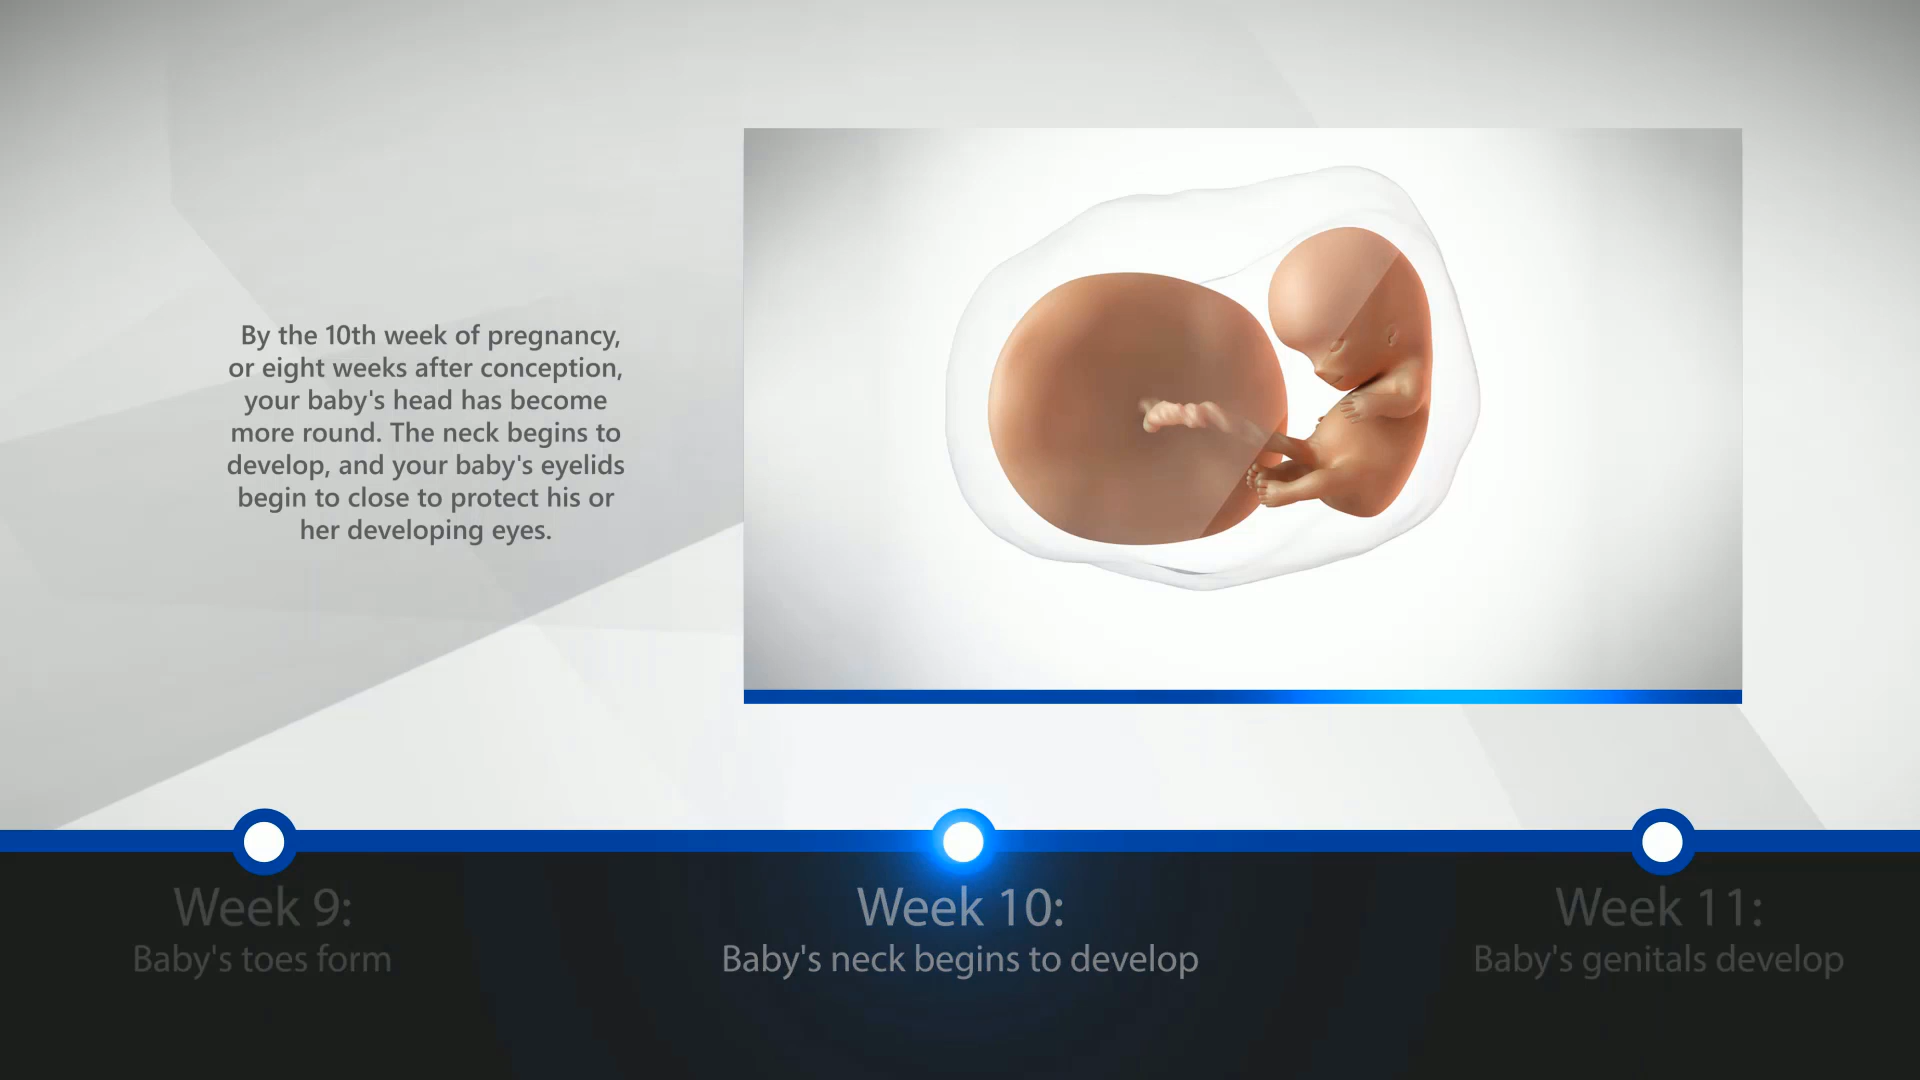 By the 10th week of pregnancy,
or eight weeks after conception,
your baby's head has become
more round. The neck begins to
develop, and your baby's eyelids
begin to close to protect his or
her developing eyes.
Week 9:
Baby's toes form
Week 10:
Baby's neck begins to develop
Week 11:
Baby's genitals develop